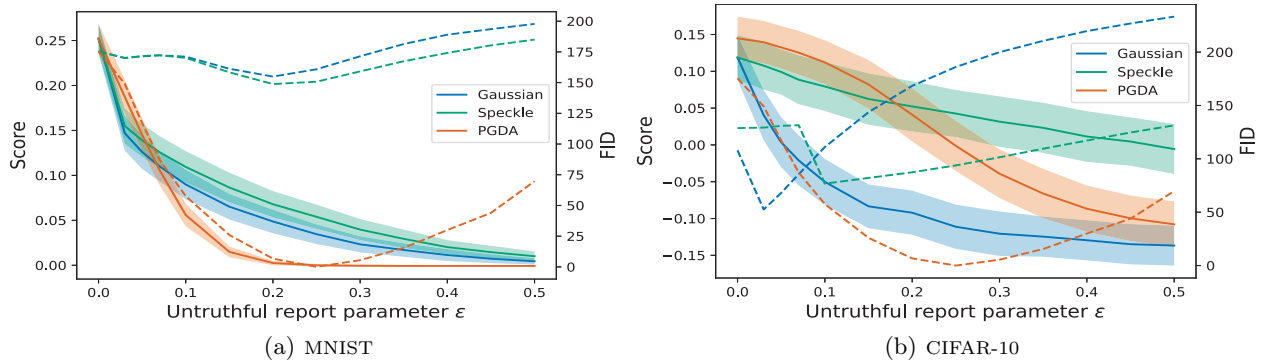 0.25
0.20
0.15
0.10
0.05
0.00
Score
0.0
0.1
0.2
0.3
0.4
0.5
Untruthful report parameter ε
200
175
150
125
100
75
50
25
0
FID
Gaussian
Speckle
PGDA
(a) MNIST
0.15
0.10
0.05
0.00
−0.05
−0.10
−0.15
Score
0.0
0.1
0.2
0.3
0.4
0.5
Untruthful report parameter ε
200
150
100
50
0
FID
Gaussian
Speckle
PGDA
(b) CIFAR-10